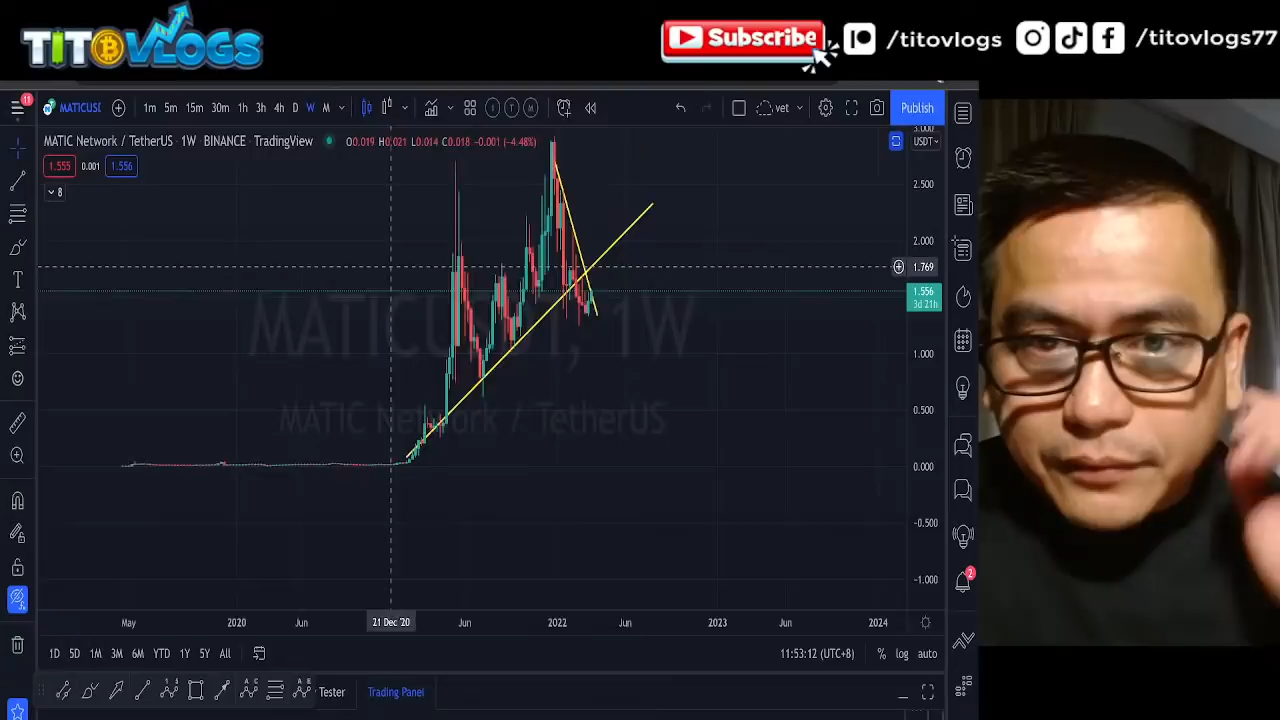 TITOVLOGS
Subscribe
/titovlogs
/titovlogs77
11
MATICUSI
1m 5m 15m 30m 1h 3h 4h D W M
vet
Publish
MATIC Network / TetherUS · 1W · BINANCE · TradingView
O0.019 H0.021 L0.014 C0.018 -0.001 (-4.48%)
3.000
USDT
1.555 0.001 1.556
8
2.500
2.000
1.769
1.556
3d 21h
1.000
0.500
0.000
-0.500
-1.000
MATICUSDT, 1W
MATIC Network / TetherUS
2
May 2020 Jun 21 Dec '20 Jun 2022 Jun 2023 Jun 2024
1D 5D 1M 3M 6M YTD 1Y 5Y All
11:53:12 (UTC+8) % log auto
Tester Trading Panel